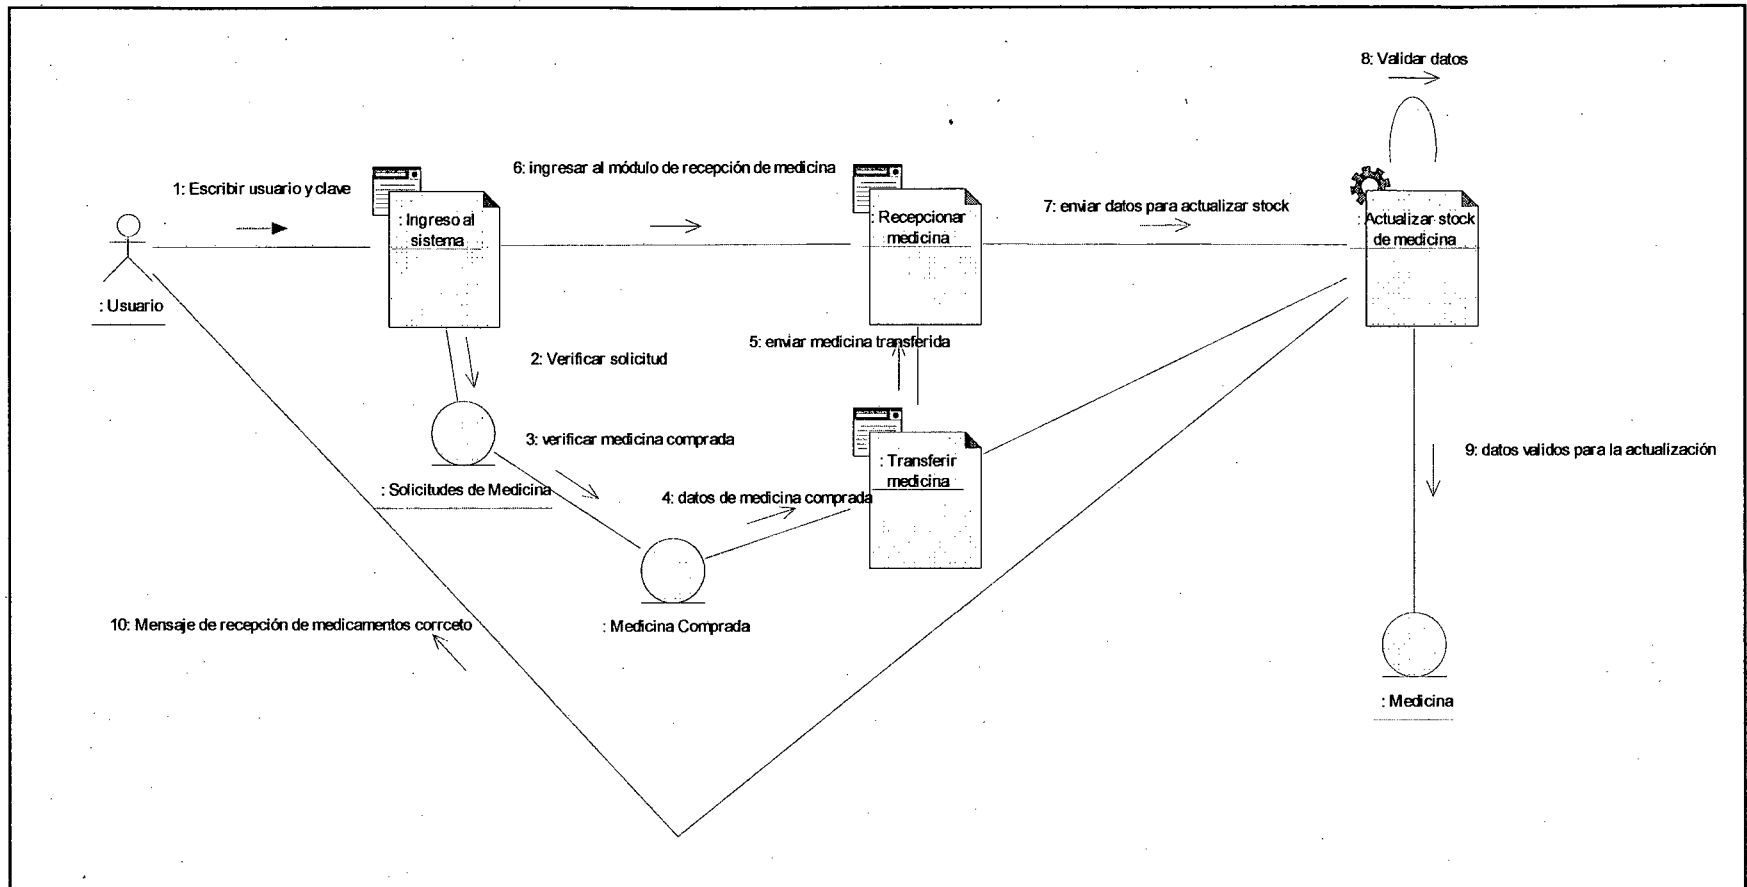 8: Validar datos
6: ingresar al módulo de recepción de medicina
1: Escribir usuario y clave
7: enviar datos para actualizar stock
: Ingreso al
sistema
: Recepcionar
medicina
: Actualizar stock
de medicina
: Usuario
5: enviar medicina transferida
2: Verificar solicitud
3: verificar medicina comprada
9: datos validos para la actualización
: Transferir
medicina
: Solicitudes de Medicina
4: datos de medicina comprada
10: Mensaje de recepción de medicamentos corrceto
: Medicina Comprada
: Medicina